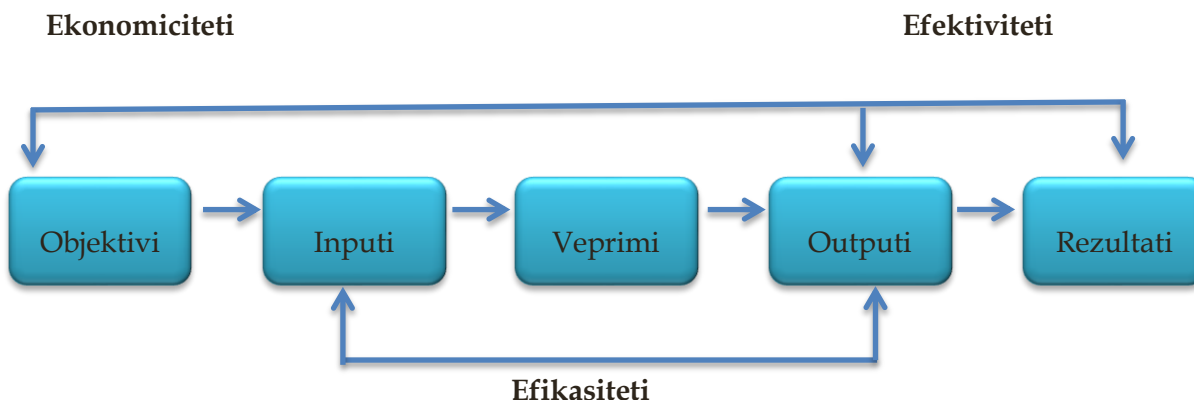 Ekonomiciteti Efektiviteti
Objektivi Inputi Veprimi Outputi Rezultati
Efikasiteti